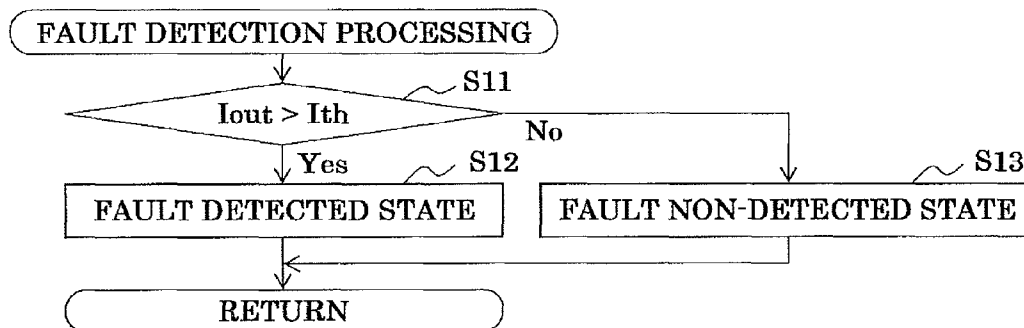 FAULT DETECTION PROCESSING
S11
Iout > Ith
No
Yes
S12
S13
FAULT DETECTED STATE
FAULT NON-DETECTED STATE
RETURN